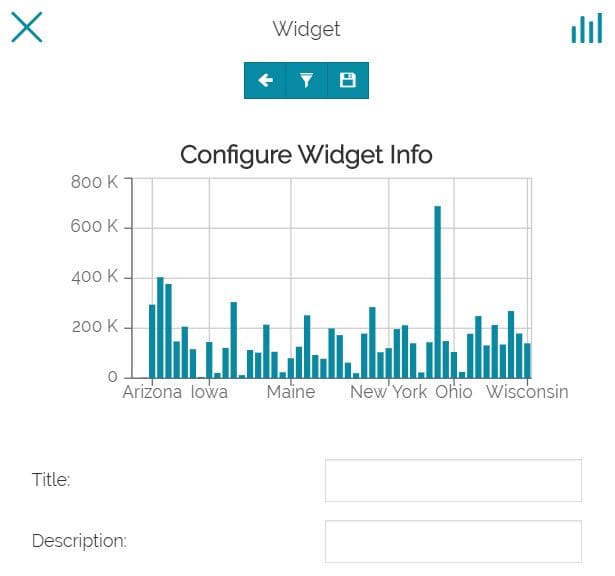 Widget
Configure Widget Info
800 K
600 K
400 K
200 K
0
Arizona Iowa Maine New York Ohio Wisconsin
Title:
Description: